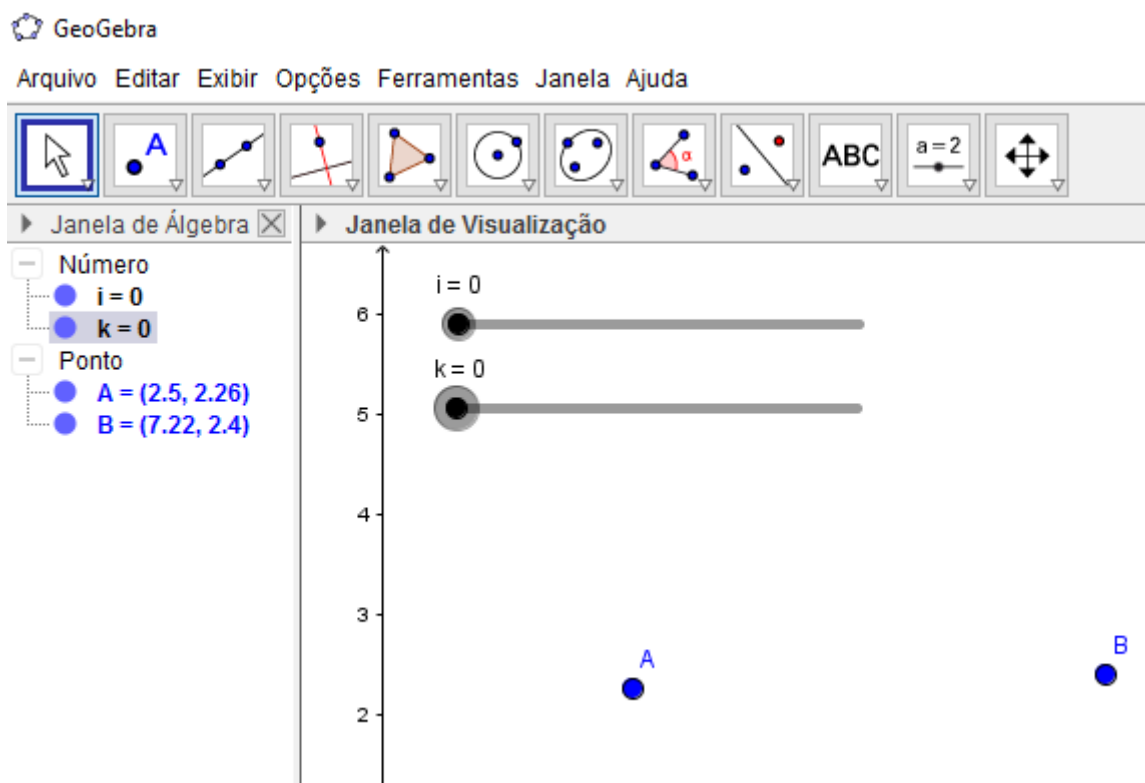 GeoGebra
Arquivo Editar Exibir Opções Ferramentas Janela Ajuda
A α ABC a = 2
Janela de Álgebra
Janela de Visualização
Número
i = 0
k = 0
Ponto
A = (2.5, 2.26)
B = (7.22, 2.4)
i = 0
6
k = 0
5
4
3
A
B
2